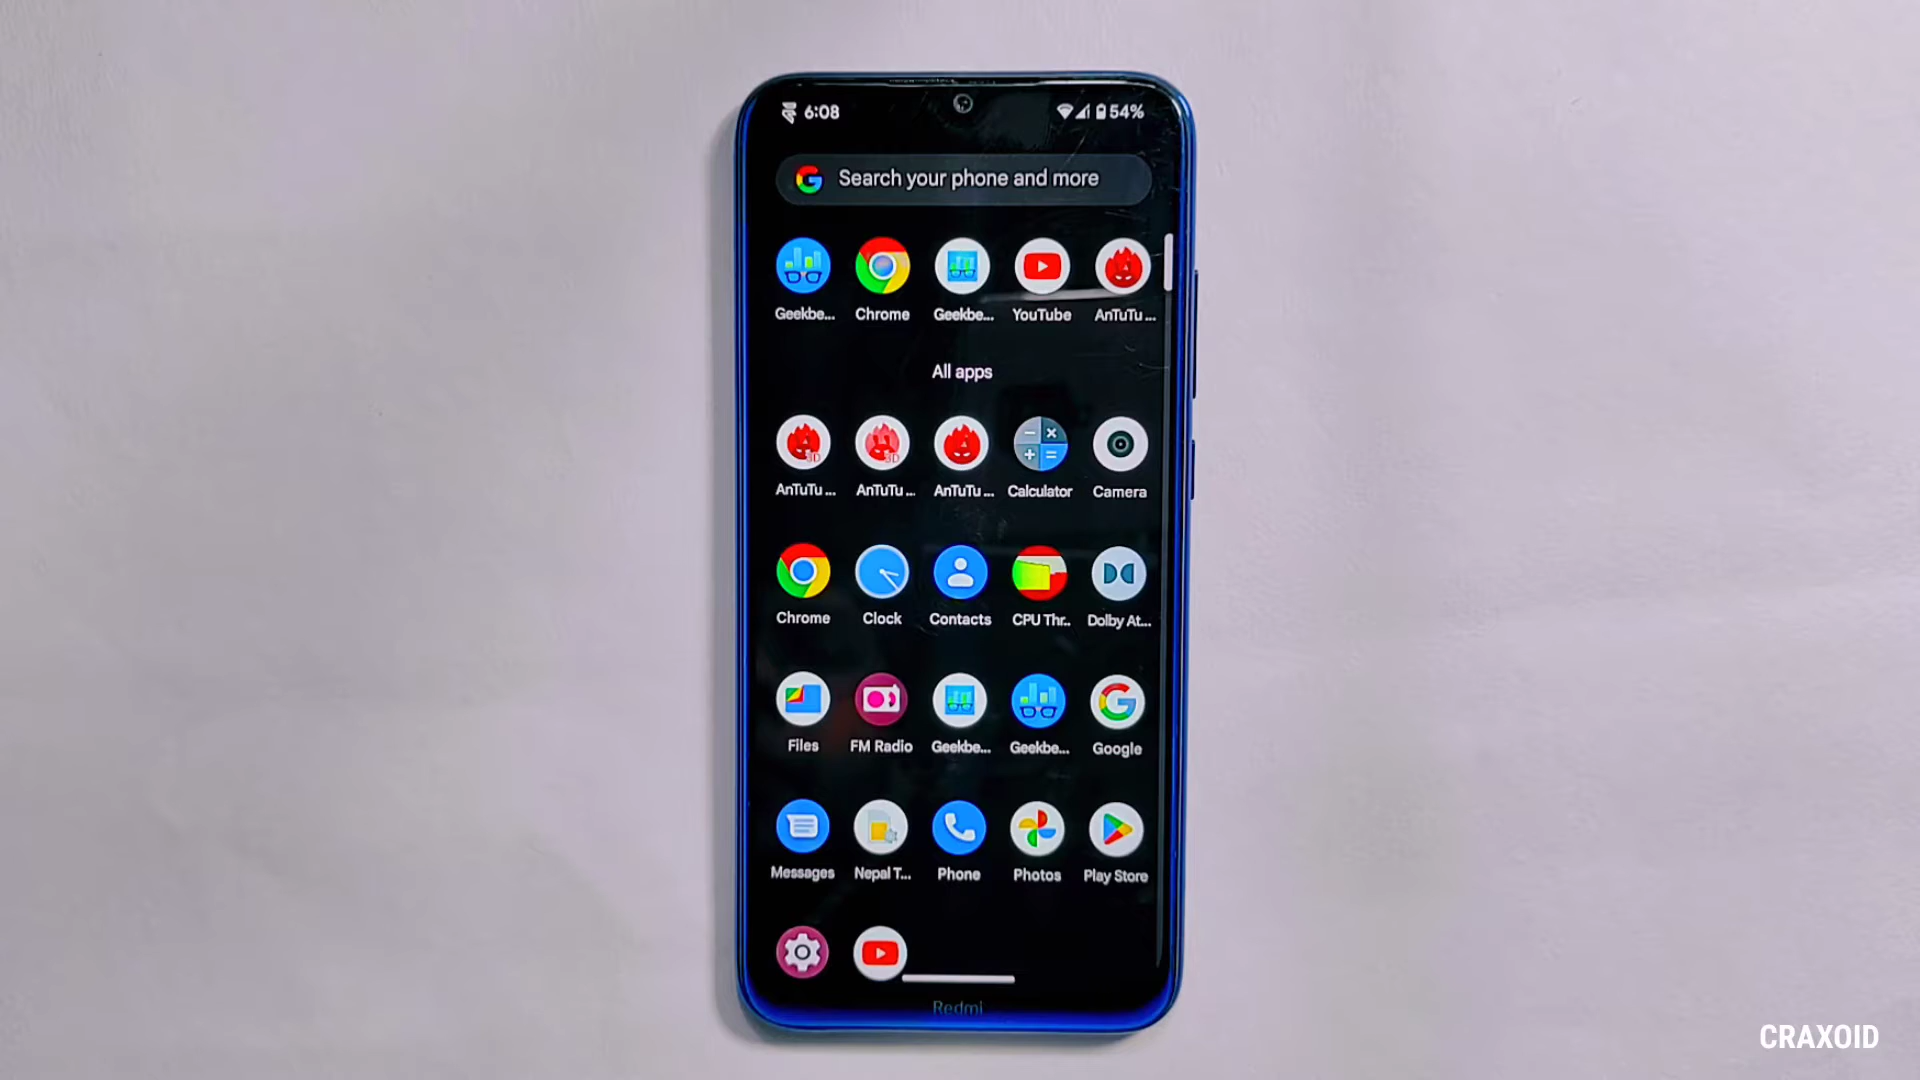 6:08 54%
Search your phone and more
Geekbe... Chrome Geekbe... YouTube AnTuTu ...
All apps
AnTuTu ... AnTuTu ... AnTuTu ... Calculator Camera
Chrome Clock Contacts CPU Thr.. Dolby At...
Files FM Radio Geekbe... Geekbe... Google
Messages Nepal T... Phone Photos Play Store
Redmi
CRAXOID